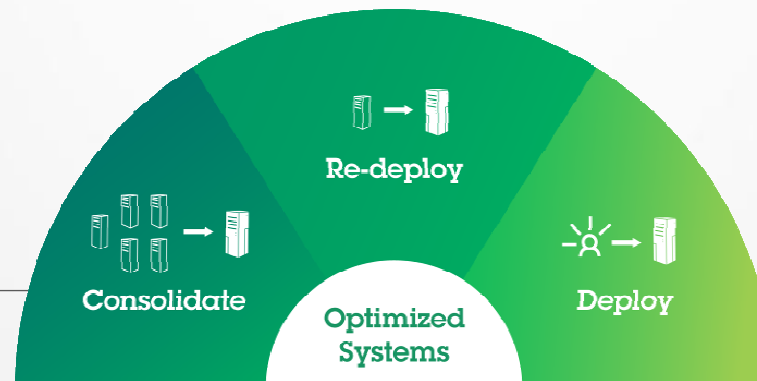 Re-deploy
Consolidate
Deploy
Optimized
Systems